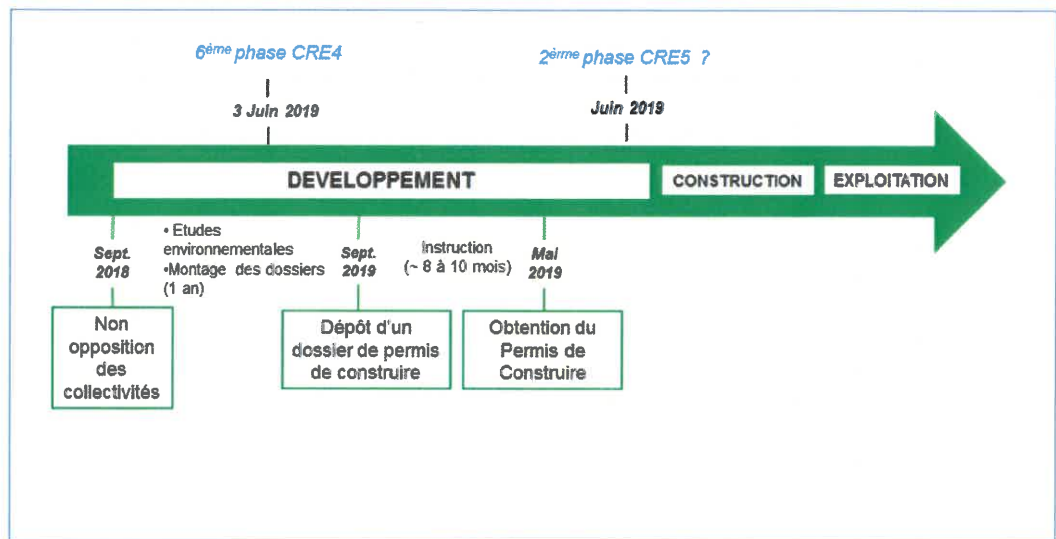 6ème phase CRE4
2ème phase CRE5 ?
3 Juin 2019
Juin 2019
DEVELOPPEMENT
CONSTRUCTION
EXPLOITATION
Sept.
2018
• Etudes
environnementales
•Montage des dossiers
(1 an)
Sept.
2019
Instruction
(~ 8 à 10 mois)
Mai
2019
Non
opposition
des
collectivités
Dépôt d'un
dossier de permis
de construire
Obtention du
Permis de
Construire